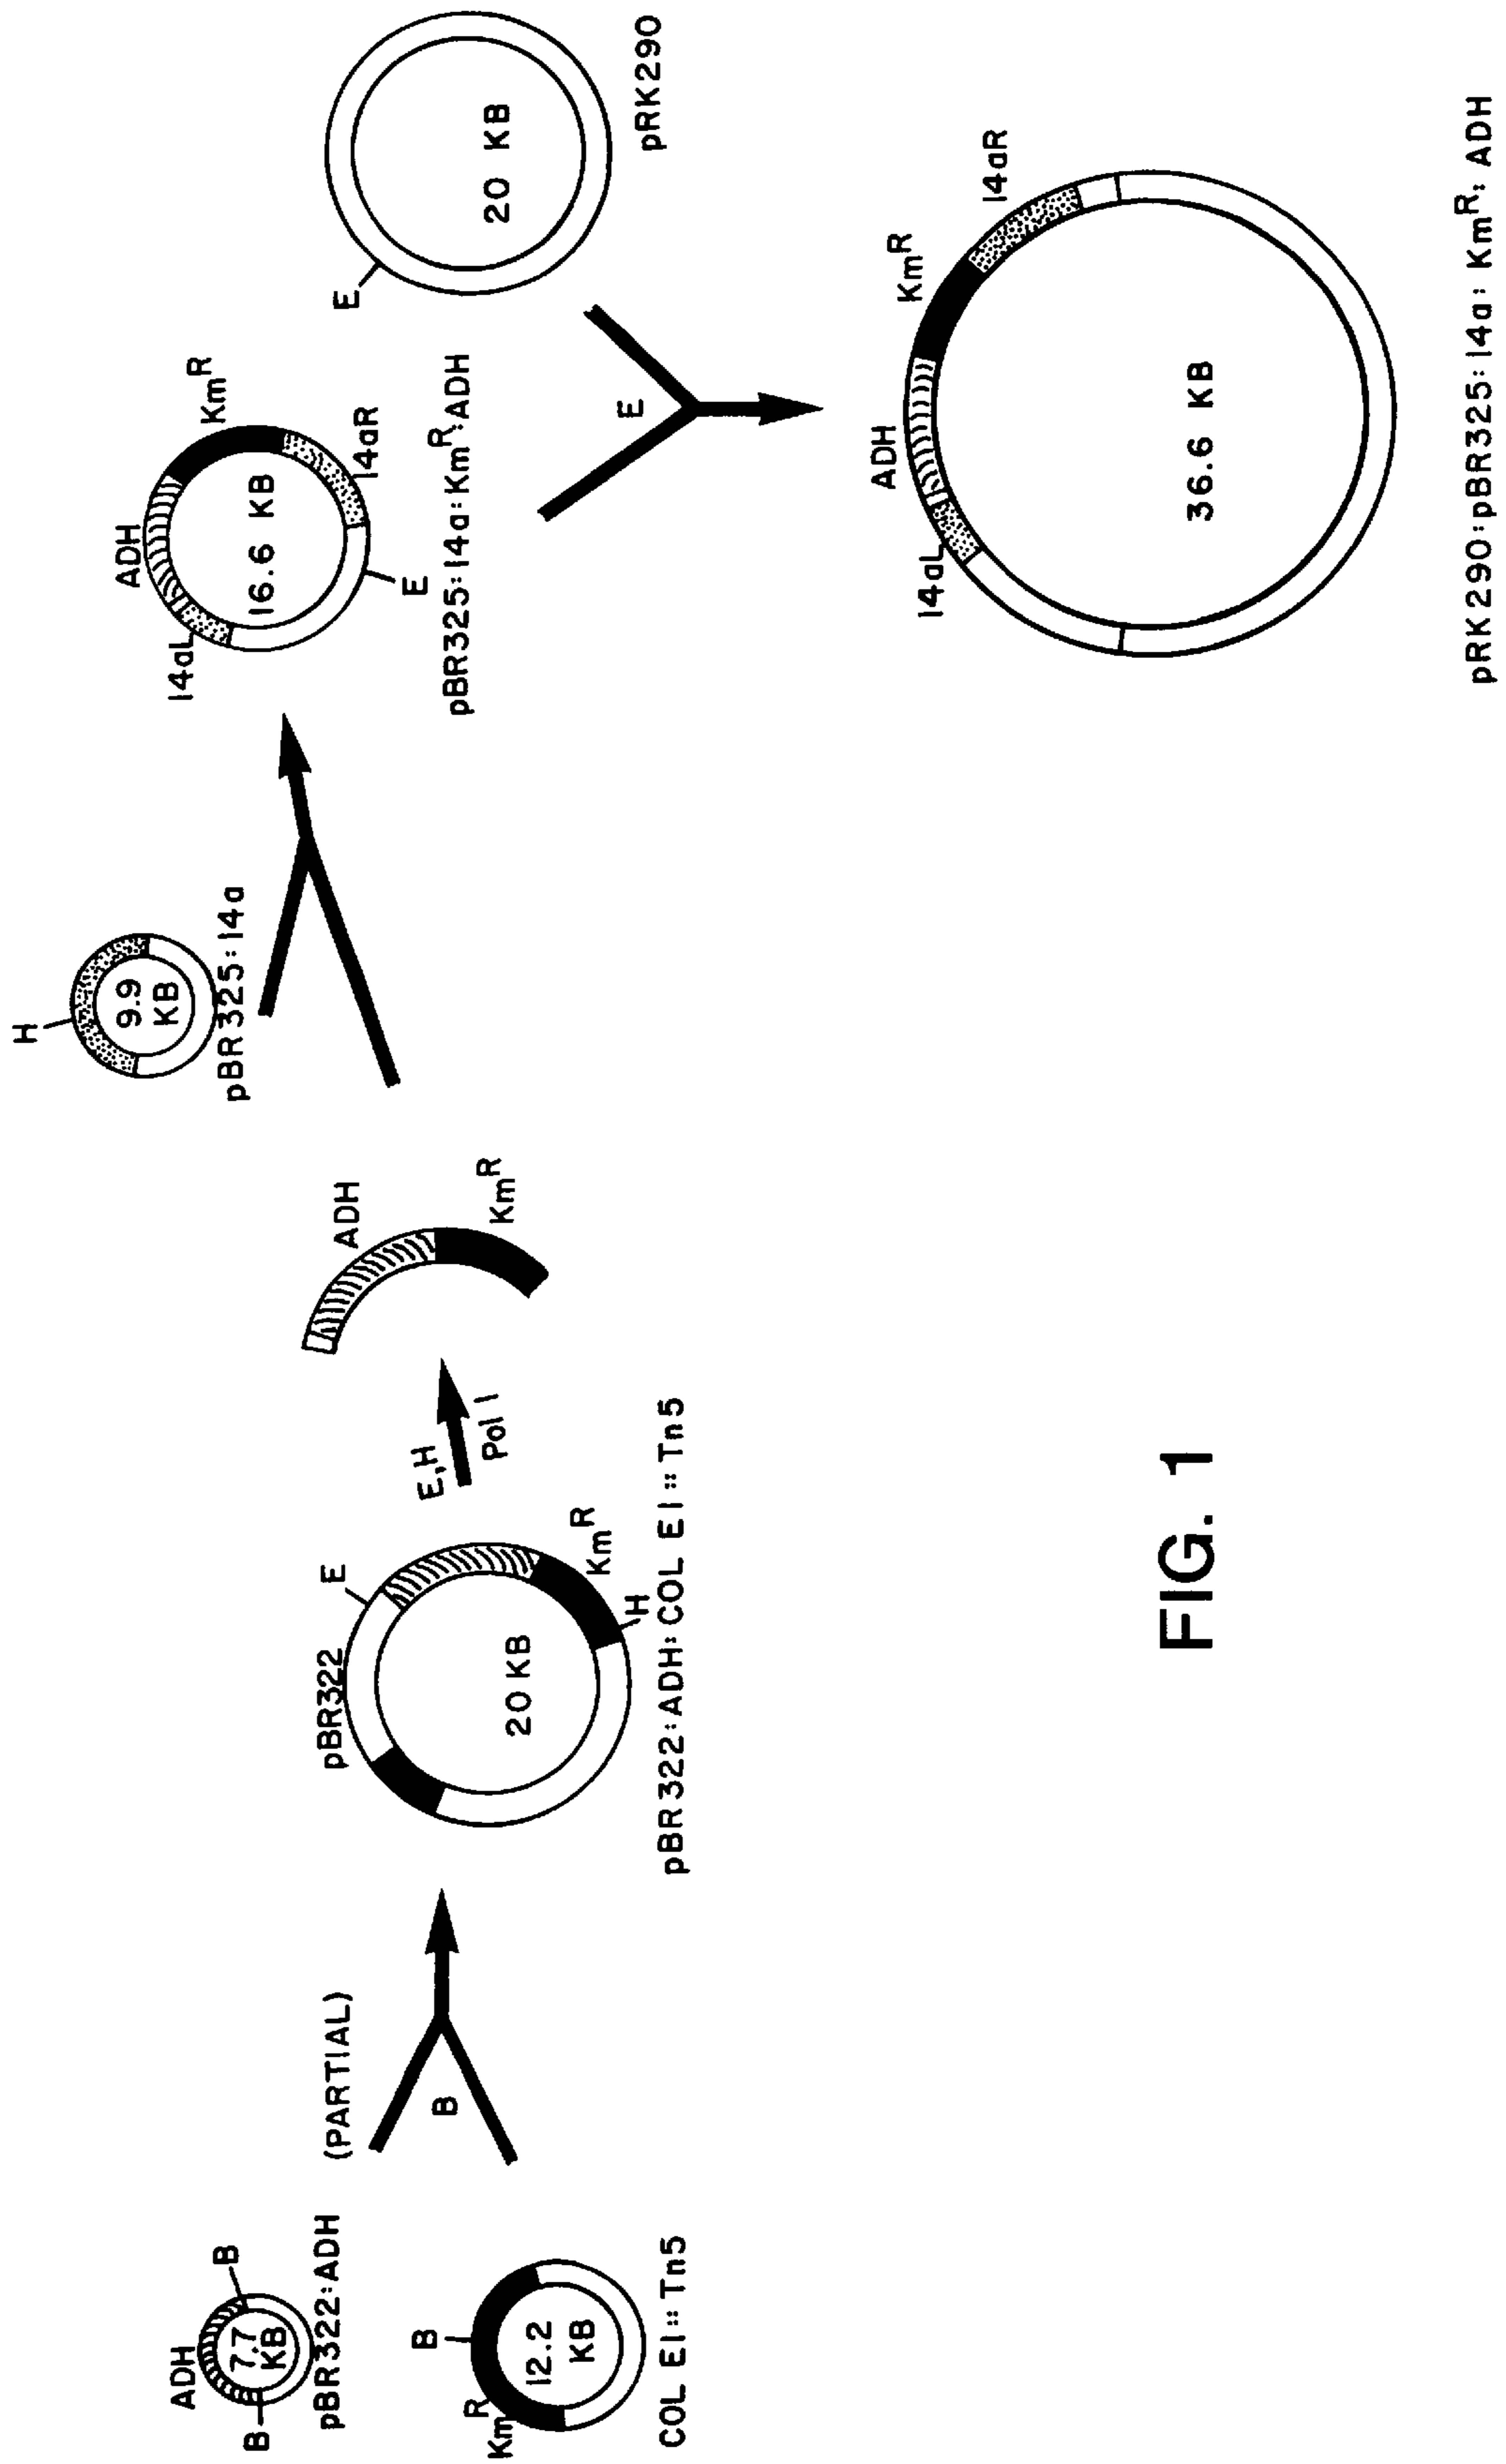 ADH
B
B
7.7
KB
pBR322:ADH
B
KmR
12.2
KB
COL E1::Tn5
(PARTIAL)
B
pBR322
E
20 KB
KmR
H
pBR322:ADH:COL E1::Tn5
E,H
Pol I
ADH
KmR
H
9.9
KB
pBR325:14a
ADH
KmR
14aL
16.6 KB
14aR
E
pBR325:14a:KmR:ADH
E
20 KB
pRK290
E
14aL
ADH
KmR
14aR
36.6 KB
pRK290:pBR325:14a:KmR:ADH
FIG. 1